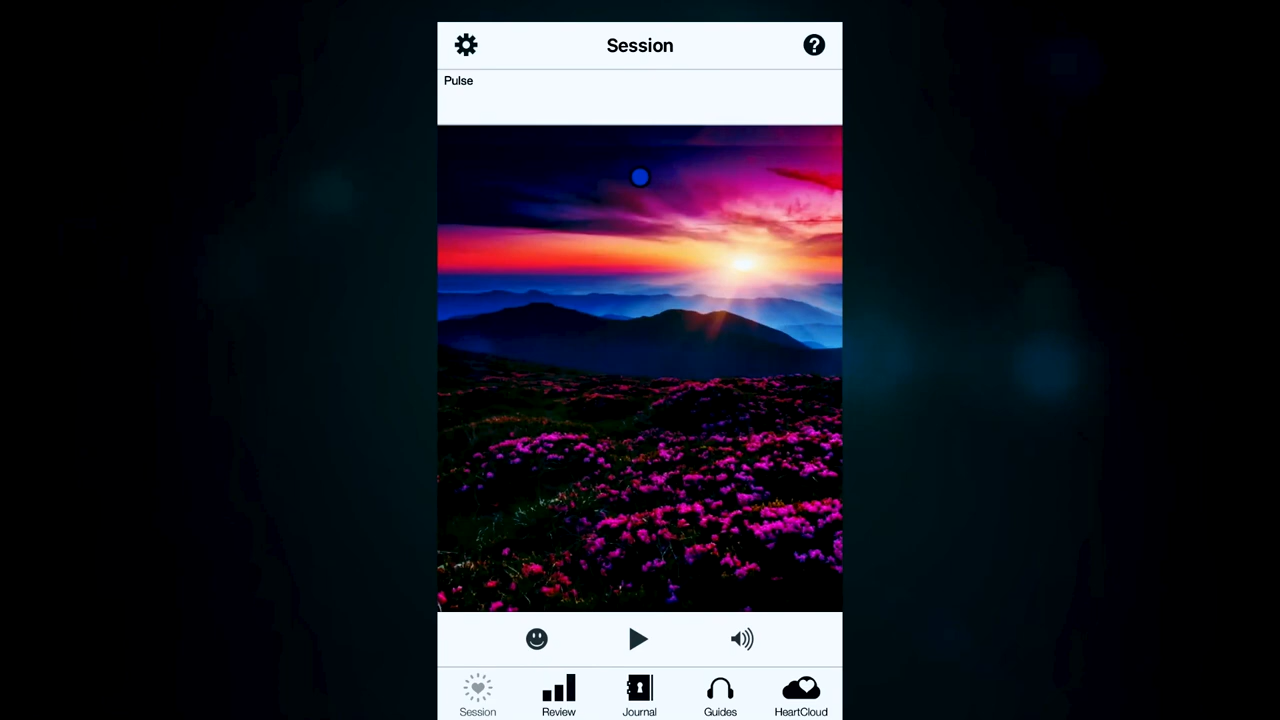 Session
Pulse
Session
Review
Journal
Guides
HeartCloud